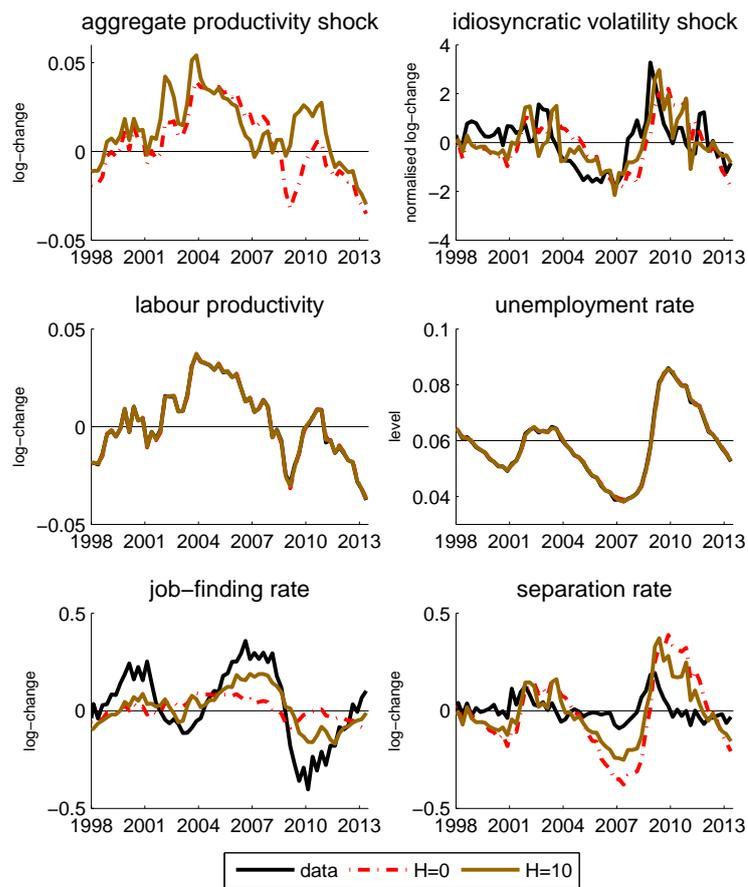 aggregate productivity shock
idiosyncratic volatility shock
log−change
0.05
0
−0.05
1998 2001 2004 2007 2010 2013
normalised log−change
4
2
0
−2
−4
1998 2001 2004 2007 2010 2013
labour productivity
unemployment rate
log−change
0.05
0
−0.05
1998 2001 2004 2007 2010 2013
level
0.1
0.08
0.06
0.04
1998 2001 2004 2007 2010 2013
job−finding rate
separation rate
log−change
0.5
0
−0.5
1998 2001 2004 2007 2010 2013
log−change
0.5
0
−0.5
1998 2001 2004 2007 2010 2013
data H=0 H=10